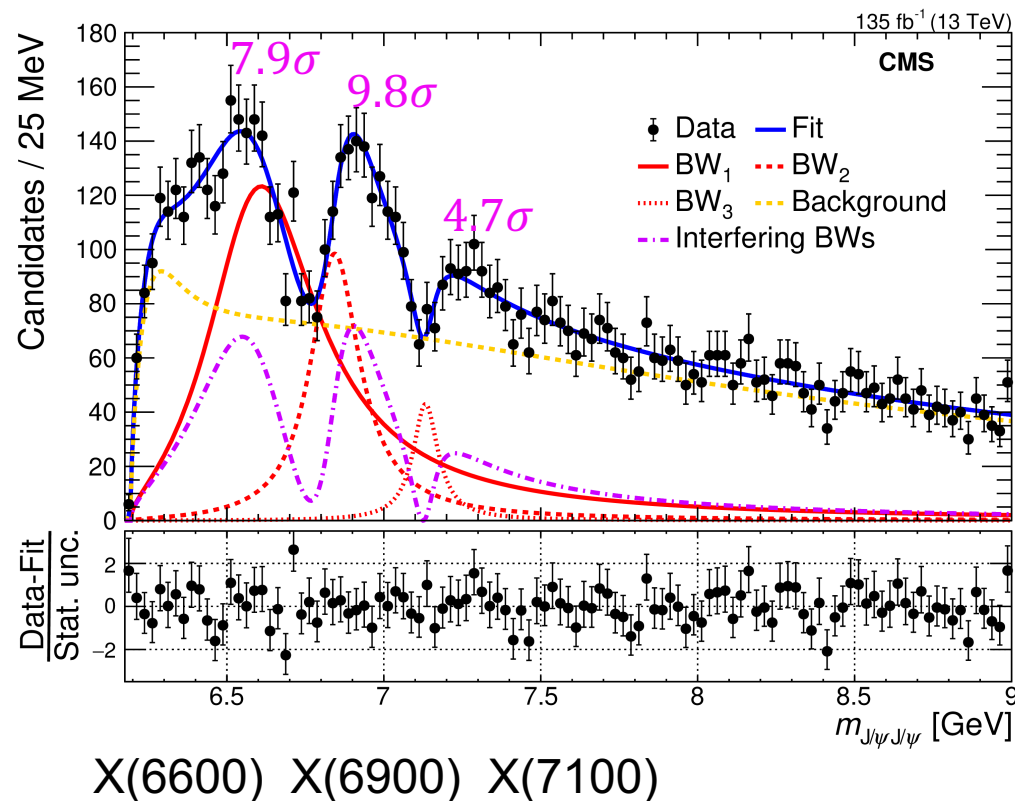 135 fb⁻¹ (13 TeV)
CMS
Candidates / 25 MeV
180
160
140
120
100
80
60
40
20
0
7.9σ
9.8σ
4.7σ
Data
Fit
BW₁
BW₂
BW₃
Background
Interfering BWs
Data-Fit
Stat. unc.
2
0
−2
6.5 7 7.5 8 8.5 9
m_{J/ψJ/ψ} [GeV]
X(6600) X(6900) X(7100)